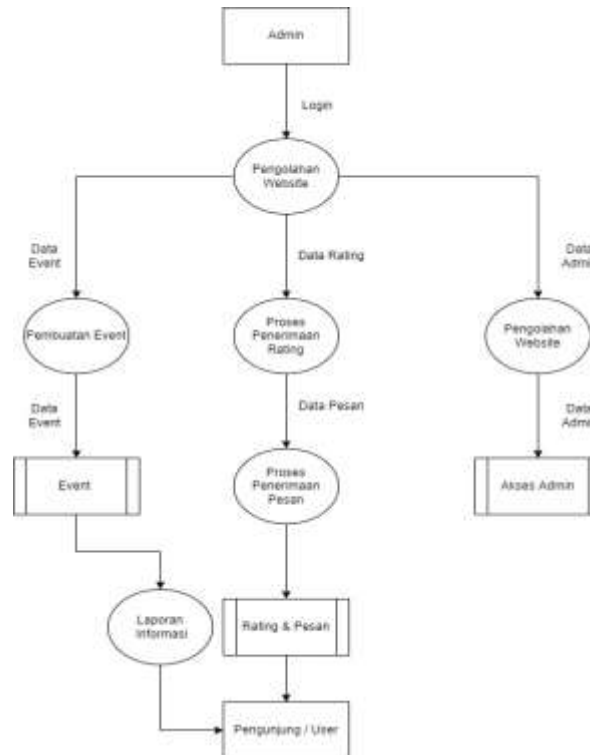 Admin
Login
Pengolahan
Website
Data
Event
Data Rating
Data
Admin
Pembuatan Event
Proses
Penerimaan
Rating
Pengolahan
Website
Data
Event
Data Pesan
Data
Admin
Event
Proses
Penerimaan
Pesan
Akses Admin
Laporan
Informasi
Rating & Pesan
Pengunjung / User